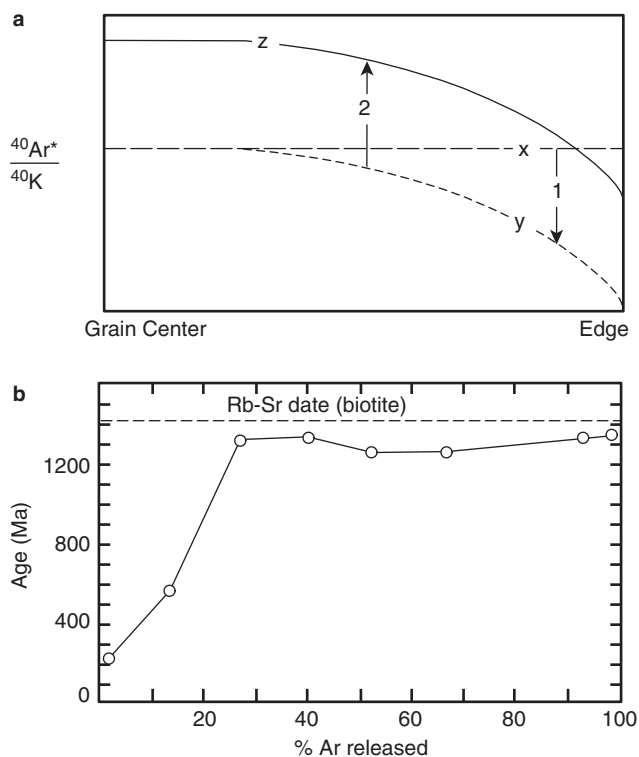 a
z
2
⁴⁰Ar*
⁴⁰K
x
1
y
Grain Center Edge
b
Rb-Sr date (biotite)
1200
800
400
0
Age (Ma)
20 40 60 80 100
% Ar released